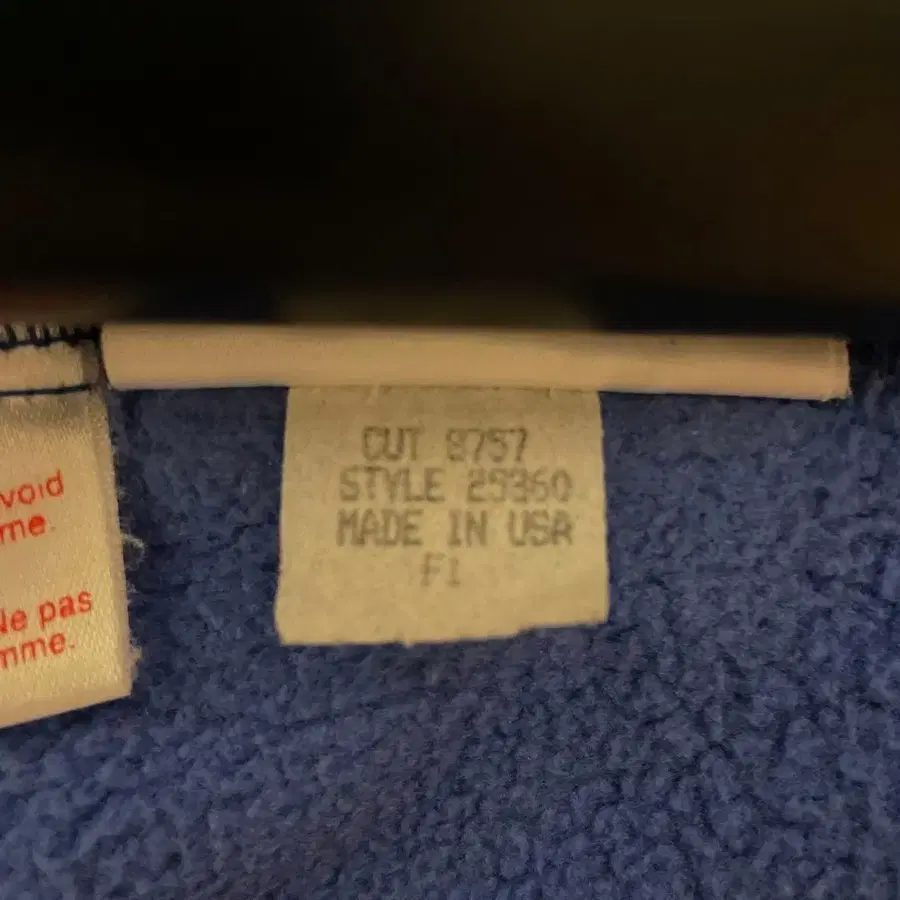 void
me.
Ne pas
mme.
CUT 8757
STYLE 25360
MADE IN USA
F1